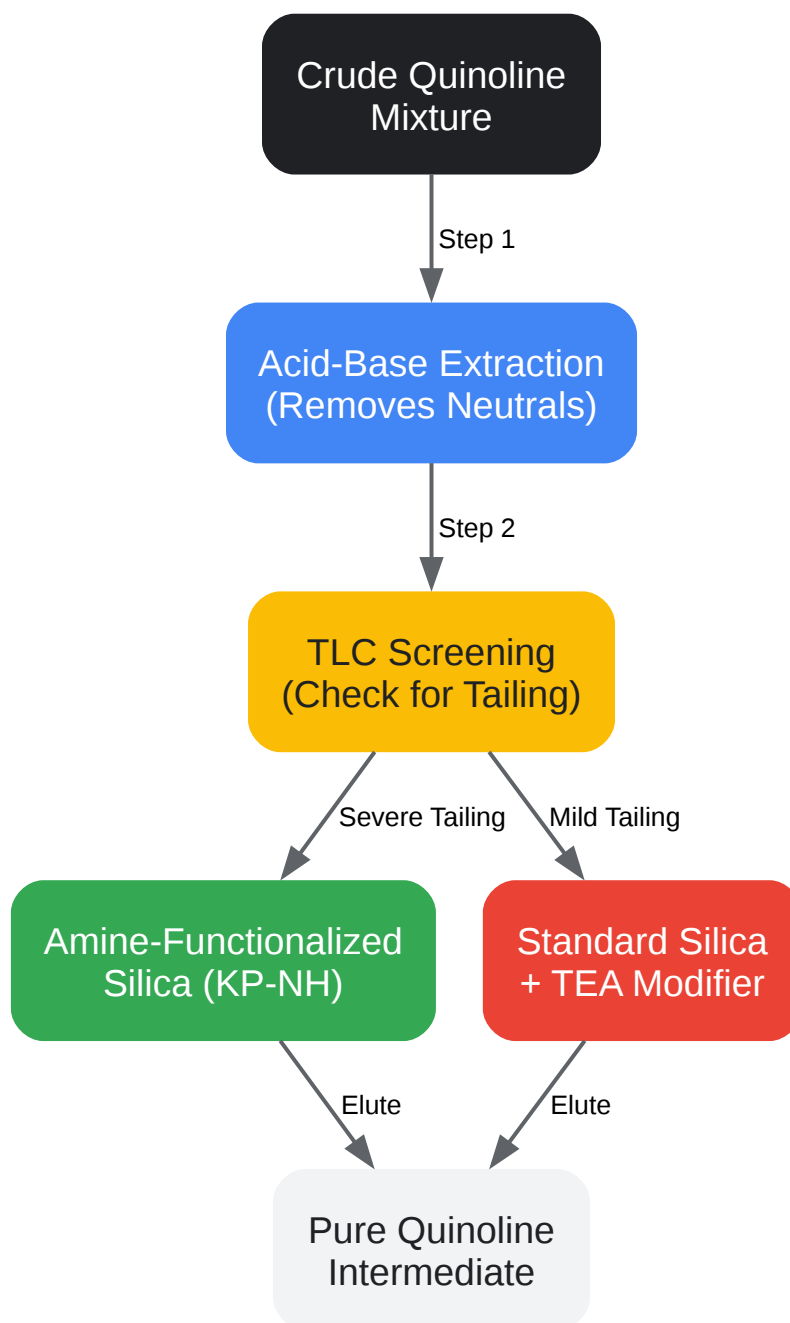 Crude Quinoline
Mixture
Step 1
Acid-Base Extraction
(Removes Neutrals)
Step 2
TLC Screening
(Check for Tailing)
Severe Tailing
Mild Tailing
Amine-Functionalized
Silica (KP-NH)
Standard Silica
+ TEA Modifier
Elute
Elute
Pure Quinoline
Intermediate